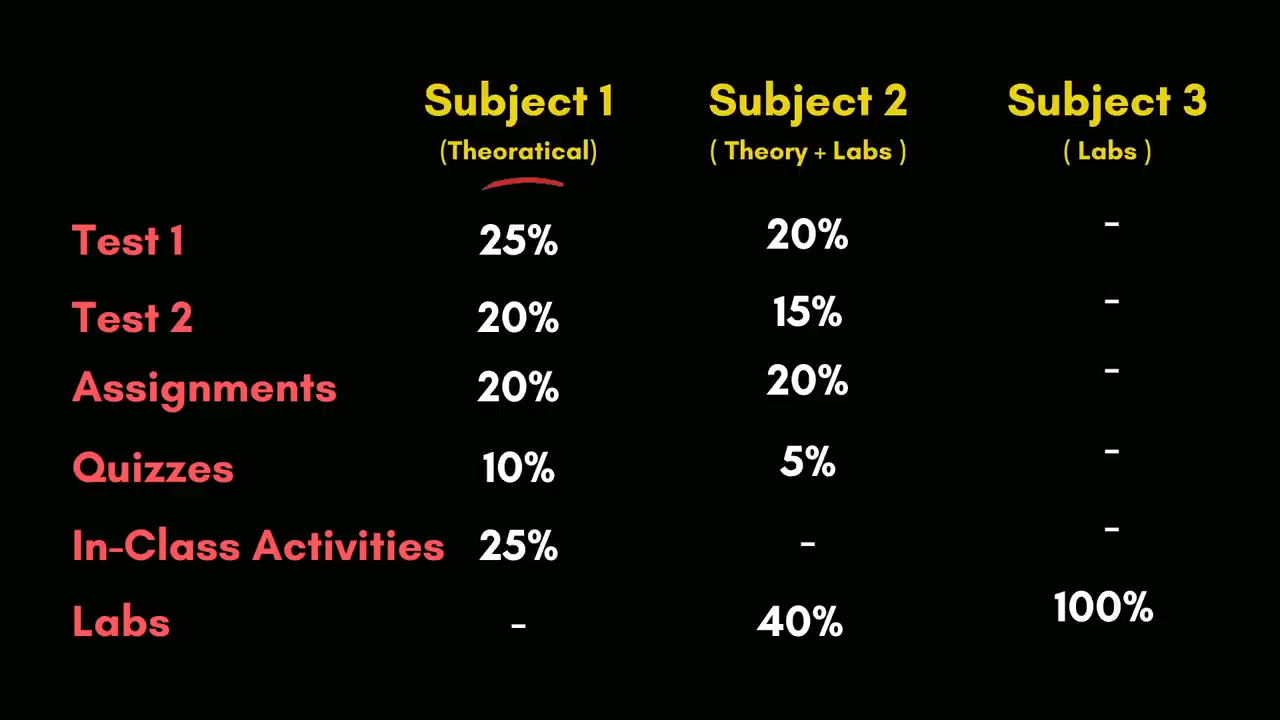 Subject 1 Subject 2 Subject 3
(Theoratical) ( Theory + Labs ) ( Labs )
Test 1 25% 20% -
Test 2 20% 15% -
Assignments 20% 20% -
Quizzes 10% 5% -
In-Class Activities 25% - -
Labs - 40% 100%